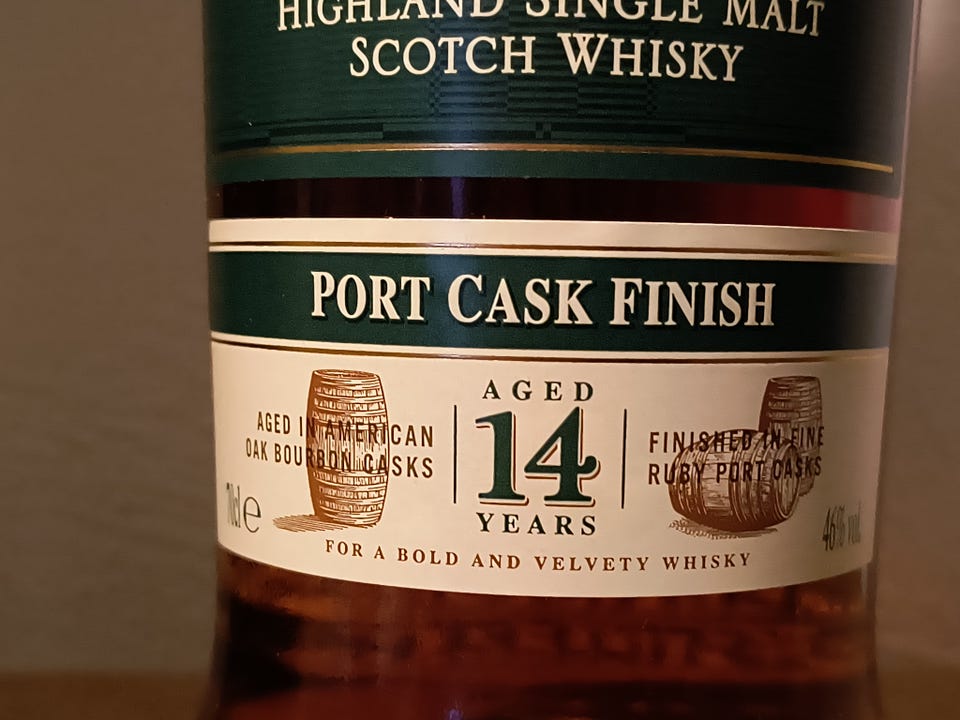 HIGHLAND SINGLE MALT
SCOTCH WHISKY
PORT CASK FINISH
AGED IN AMERICAN
OAK BOURBON CASKS
AGED
14
YEARS
FINISHED IN FINE
RUBY PORT CASKS
70cl e
46% vol.
FOR A BOLD AND VELVETY WHISKY